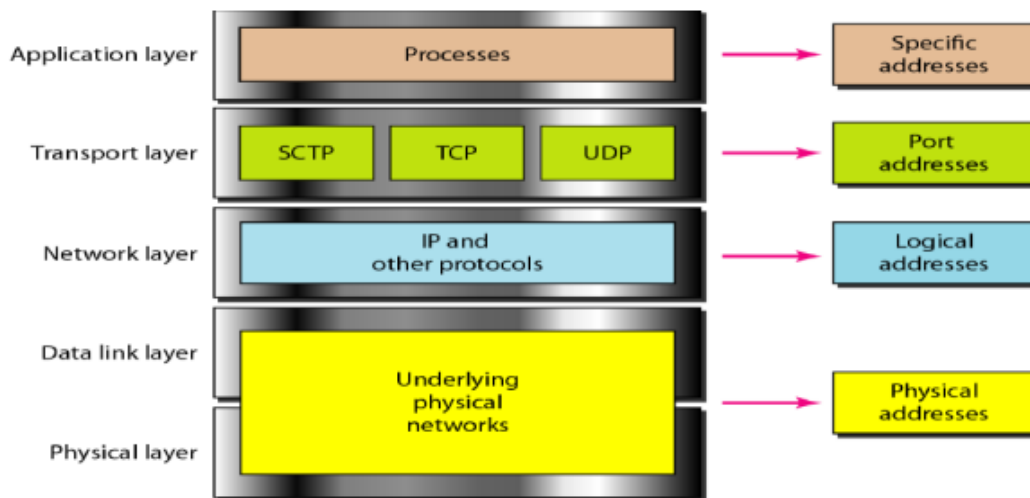 Application layer
Processes
Specific
addresses
Transport layer
SCTP
TCP
UDP
Port
addresses
Network layer
IP and
other protocols
Logical
addresses
Data link layer
Underlying
physical
networks
Physical
addresses
Physical layer